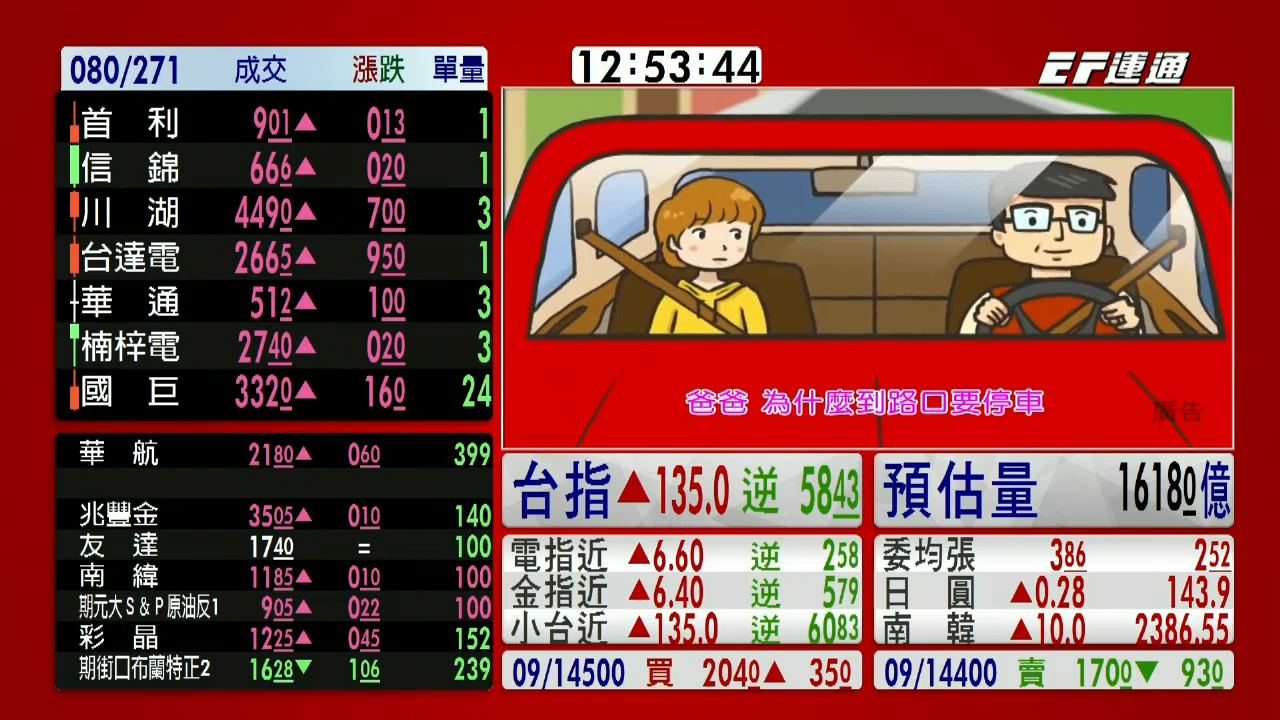 080/271 成交 漲跌 單量
12:53:44
EF運通
首利 901▲ 013 1
信錦 666▲ 020 1
川湖 4490▲ 700 3
台達電 2665▲ 950 1
華通 512▲ 100 3
楠梓電 2740▲ 020 3
國巨 3320▲ 160 24
爸爸 為什麼到路口要停車
廣告
華航 2180▲ 060 399
兆豐金 3505▲ 010 140
友達 1740 = 100
南緯 1185▲ 010 100
期元大S&P原油反1 905▲ 022 100
彩晶 1225▲ 045 152
期街口布蘭特正2 1628▼ 106 239
台指▲135.0 逆 5843
預估量 16180億
電指近 ▲6.60 逆 258
金指近 ▲6.40 逆 579
小台近 ▲135.0 逆 6083
委均張 386 252
日圓 ▲0.28 143.9
南韓 ▲10.0 2386.55
09/14500 買 2040▲ 350
09/14400 賣 1700▼ 930